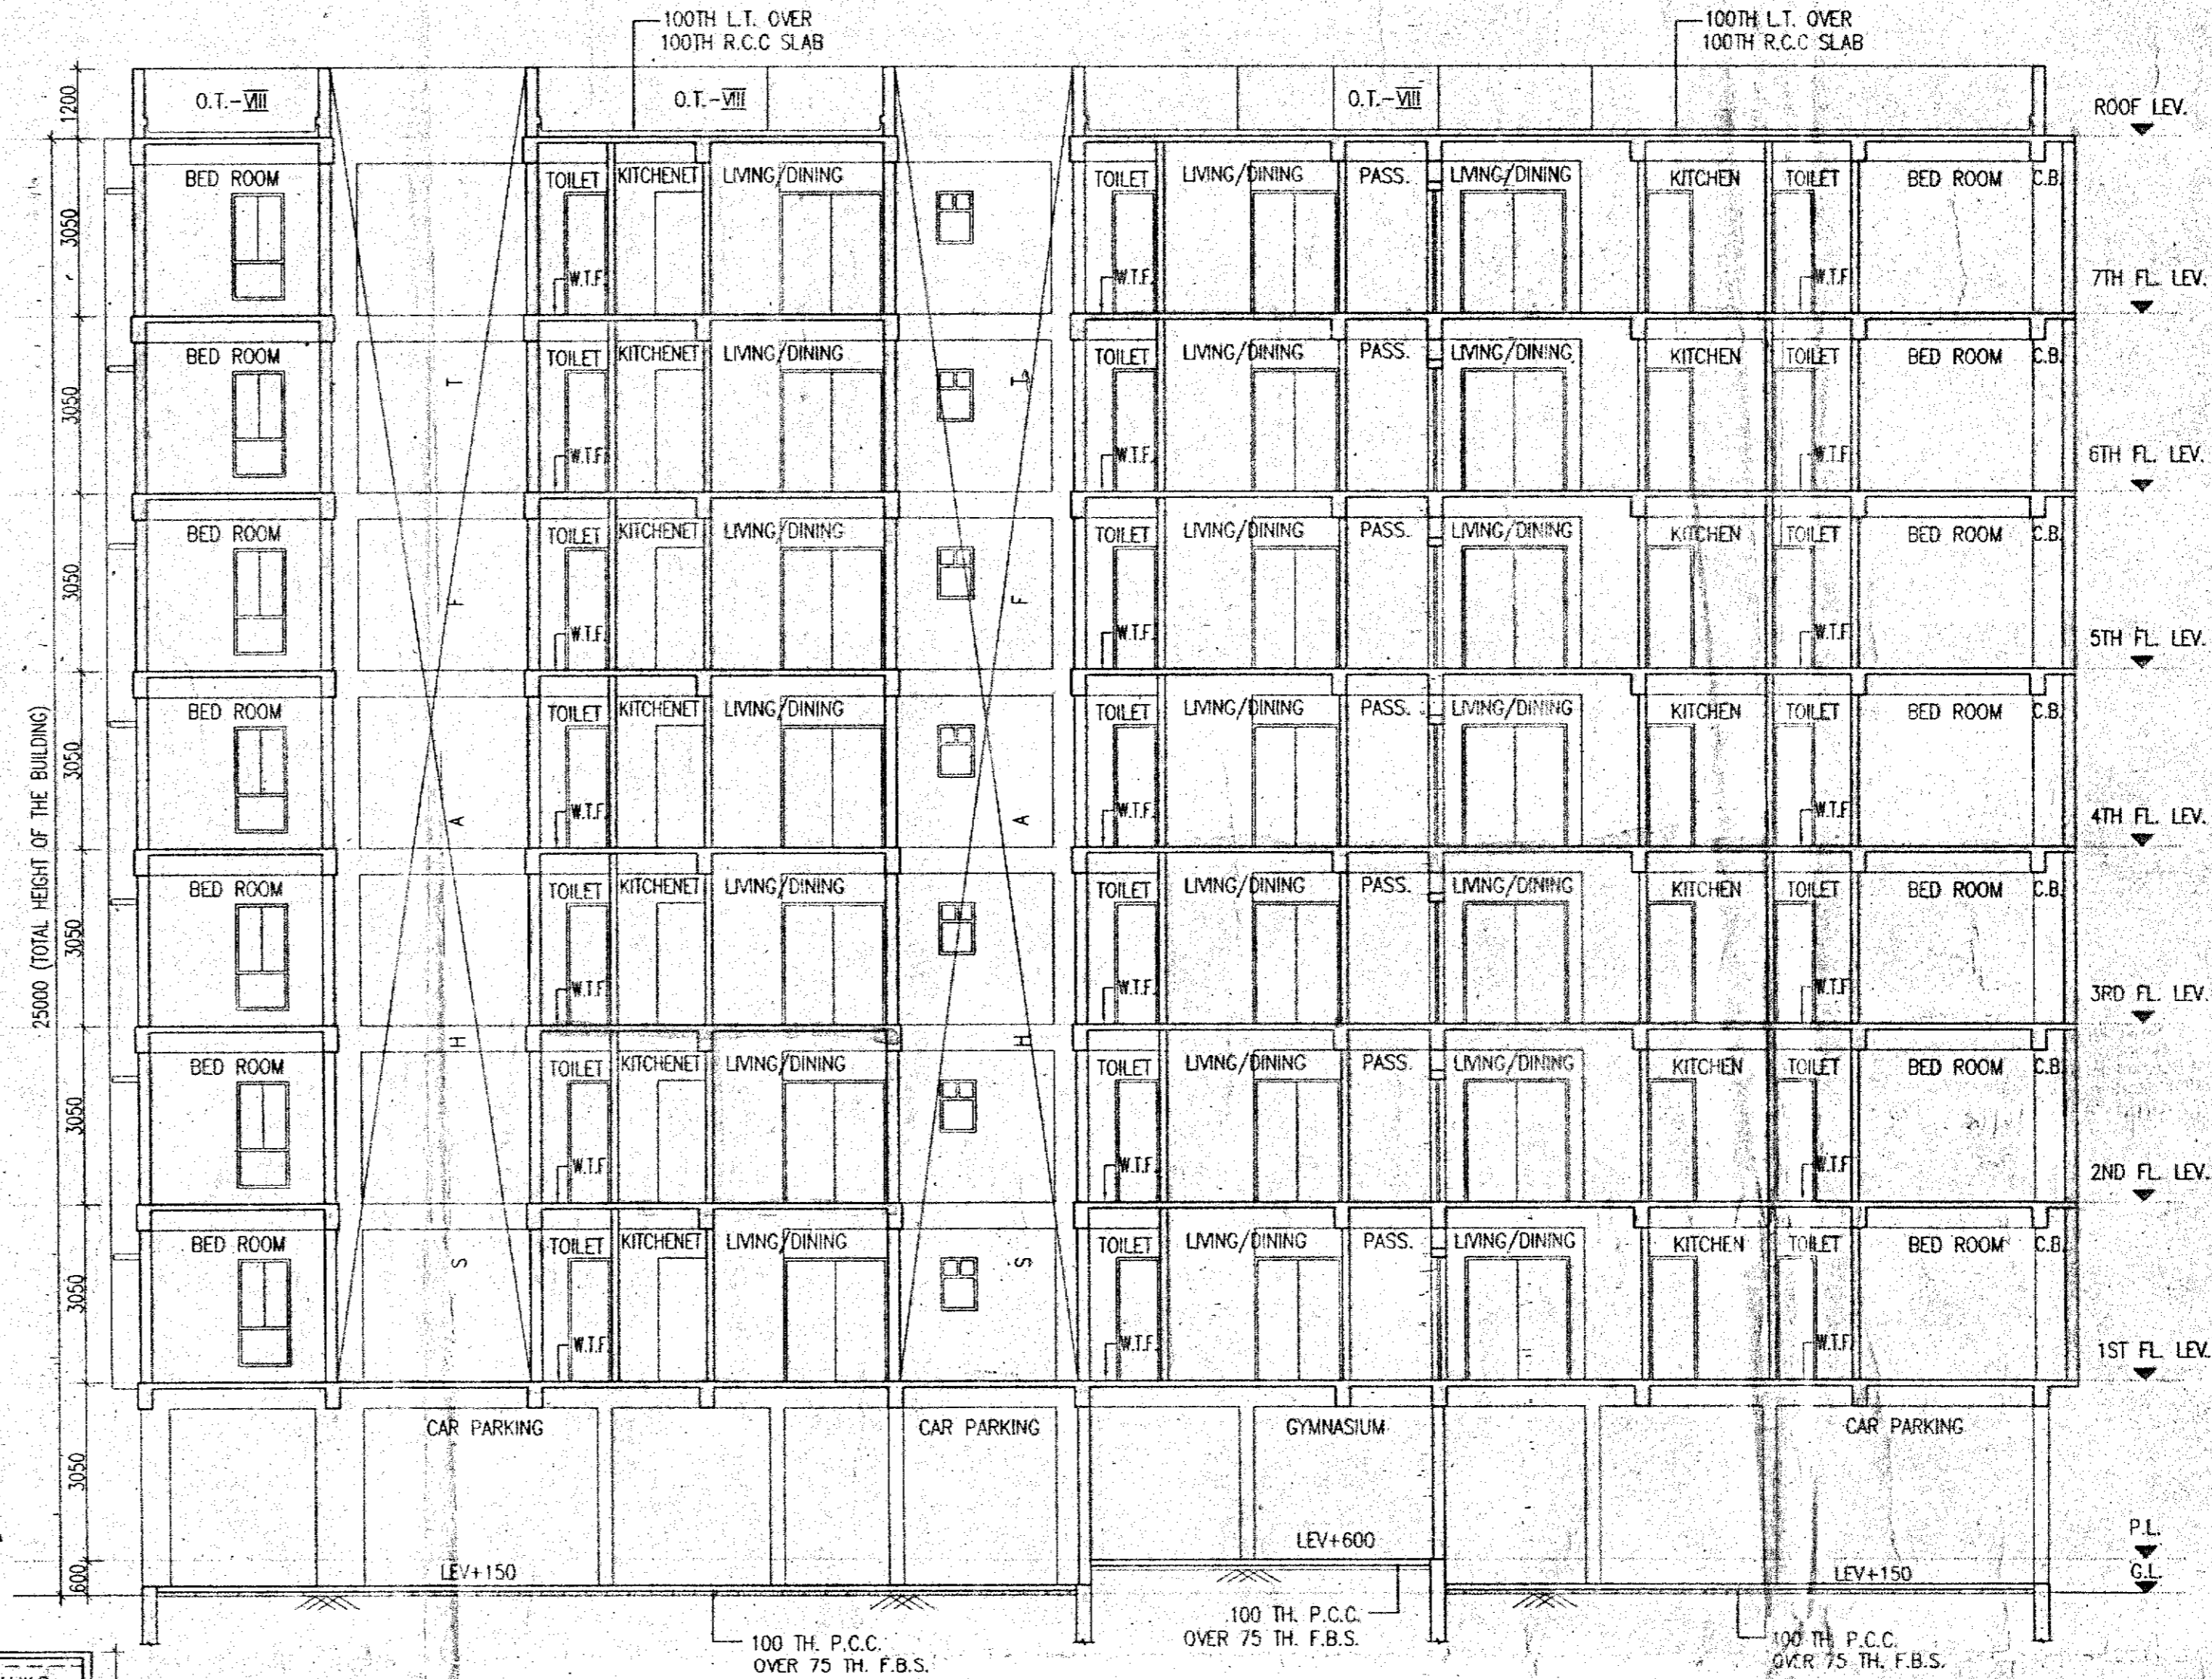 100TH L.T. OVER
100TH R.C.C SLAB
100TH L.T. OVER
100TH R.C.C SLAB
1200
O.T.-VIII
O.T.-VIII
O.T.-VIII
ROOF LEV.
3050
BED ROOM
TOILET
KITCHENET
LIVING/DINING
TOILET
LIVING/DINING
PASS.
LIVING/DINING
KITCHEN
TOILET
BED ROOM
C.B.
W.T.F
W.T.F.
W.T.F
7TH FL. LEV.
3050
BED ROOM
T
TOILET
KITCHENET
LIVING/DINING
T
TOILET
LIVING/DINING
PASS.
LIVING/DINING
KITCHEN
TOILET
BED ROOM
C.B.
W.T.F.
W.T.F.
W.T.F
6TH FL. LEV.
3050
BED ROOM
F
TOILET
KITCHENET
LIVING/DINING
F
TOILET
LIVING/DINING
PASS.
LIVING/DINING
KITCHEN
TOILET
BED ROOM
C.B.
W.T.F.
W.T.F.
W.T.F
5TH FL. LEV.
25000 (TOTAL HEIGHT OF THE BUILDING)
3050
BED ROOM
A
TOILET
KITCHENET
LIVING/DINING
A
TOILET
LIVING/DINING
PASS.
LIVING/DINING
KITCHEN
TOILET
BED ROOM
C.B.
W.T.F.
W.T.F.
W.T.F
4TH FL. LEV.
3050
BED ROOM
TOILET
KITCHENET
LIVING/DINING
TOILET
LIVING/DINING
PASS.
LIVING/DINING
KITCHEN
TOILET
BED ROOM
C.B.
W.T.F
W.T.F.
W.T.F
3RD FL. LEV.
3050
H
H
BED ROOM
TOILET
KITCHENET
LIVING/DINING
TOILET
LIVING/DINING
PASS.
LIVING/DINING
KITCHEN
TOILET
BED ROOM
C.B.
W.T.F
W.T.F.
W.T.F
2ND FL. LEV.
3050
BED ROOM
S
TOILET
KITCHENET
LIVING/DINING
S
TOILET
LIVING/DINING
PASS.
LIVING/DINING
KITCHEN
TOILET
BED ROOM
C.B.
W.T.F.
W.T.F.
W.T.F
1ST FL. LEV.
3050
CAR PARKING
CAR PARKING
GYMNASIUM
CAR PARKING
600
LEV+150
LEV+600
LEV+150
P.L.
G.L.
100 TH. P.C.C.
OVER 75 TH. F.B.S.
100 TH. P.C.C.
OVER 75 TH. F.B.S.
100 TH. P.C.C.
OVER 75 TH. F.B.S.